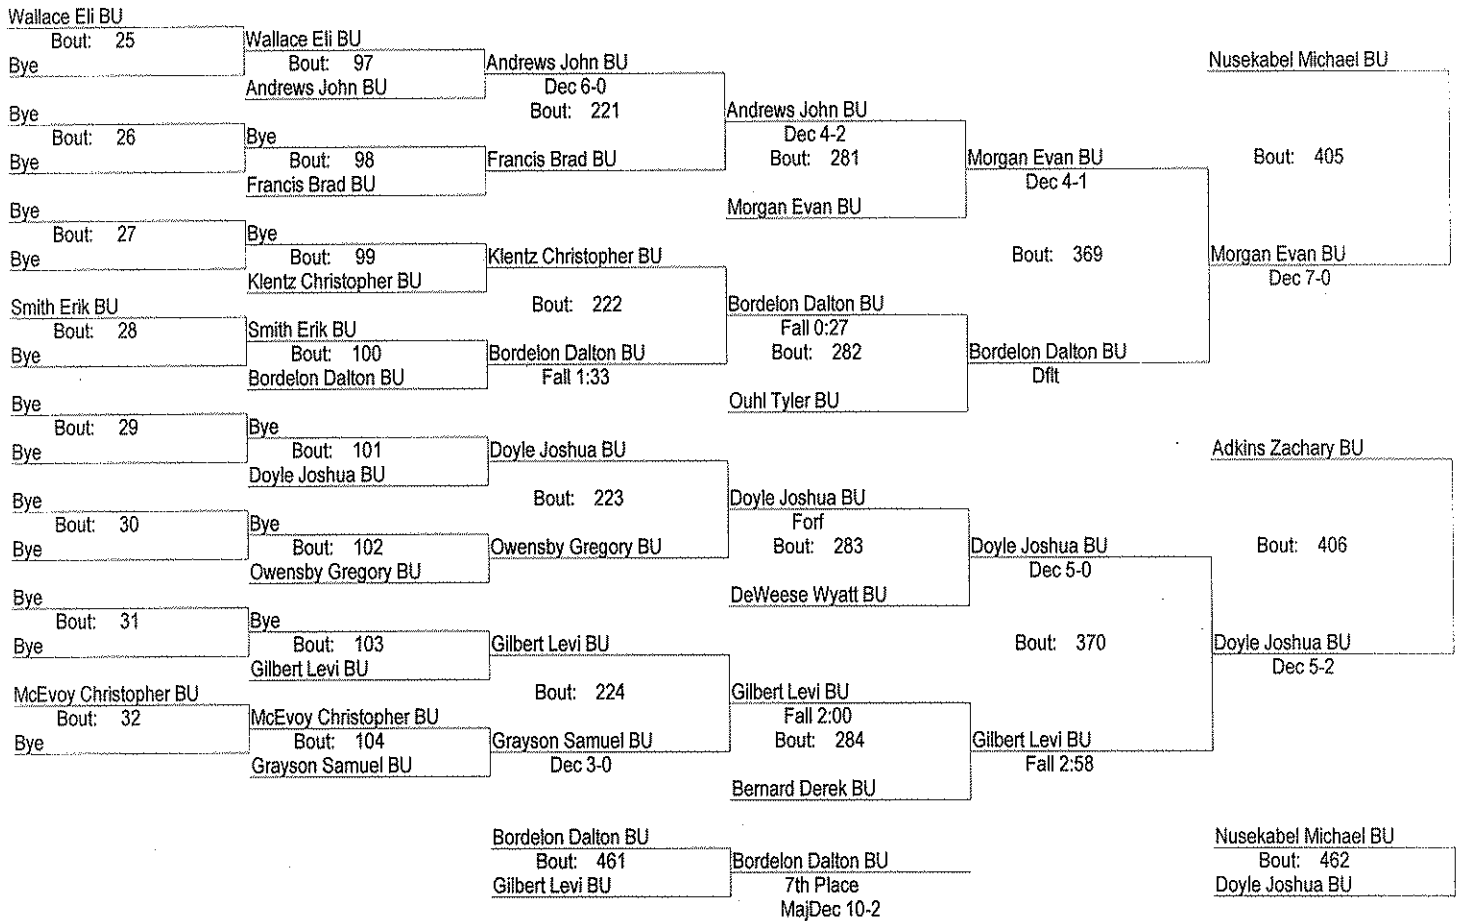 Wallace Eli BU
Bout: 25
Bye
Bye
Bout: 26
Bye
Bye
Bout: 27
Bye
Smith Erik BU
Bout: 28
Bye
Bye
Bout: 29
Bye
Bye
Bout: 30
Bye
Bye
Bout: 31
Bye
McEvoy Christopher BU
Bout: 32
Bye
Wallace Eli BU
Bout: 97
Andrews John BU
Bye
Bout: 98
Francis Brad BU
Bye
Bout: 99
Klentz Christopher BU
Smith Erik BU
Bout: 100
Bordelon Dalton BU
Bye
Bout: 101
Doyle Joshua BU
Bye
Bout: 102
Owensby Gregory BU
Bye
Bout: 103
Gilbert Levi BU
McEvoy Christopher BU
Bout: 104
Grayson Samuel BU
Andrews John BU
Dec 6-0
Bout: 221
Francis Brad BU
Klentz Christopher BU
Bout: 222
Bordelon Dalton BU
Fall 1:33
Doyle Joshua BU
Bout: 223
Owensby Gregory BU
Gilbert Levi BU
Bout: 224
Grayson Samuel BU
Dec 3-0
Andrews John BU
Dec 4-2
Bout: 281
Morgan Evan BU
Bordelon Dalton BU
Fall 0:27
Bout: 282
Ouhl Tyler BU
Doyle Joshua BU
Forf
Bout: 283
DeWeese Wyatt BU
Gilbert Levi BU
Fall 2:00
Bout: 284
Bernard Derek BU
Morgan Evan BU
Dec 4-1
Bout: 369
Bordelon Dalton BU
Dflt
Doyle Joshua BU
Dec 5-0
Bout: 370
Gilbert Levi BU
Fall 2:58
Nusekabel Michael BU
Bout: 405
Morgan Evan BU
Dec 7-0
Adkins Zachary BU
Bout: 406
Doyle Joshua BU
Dec 5-2
Bordelon Dalton BU
Bout: 461
Gilbert Levi BU
Bordelon Dalton BU
7th Place
MajDec 10-2
Nusekabel Michael BU
Bout: 462
Doyle Joshua BU